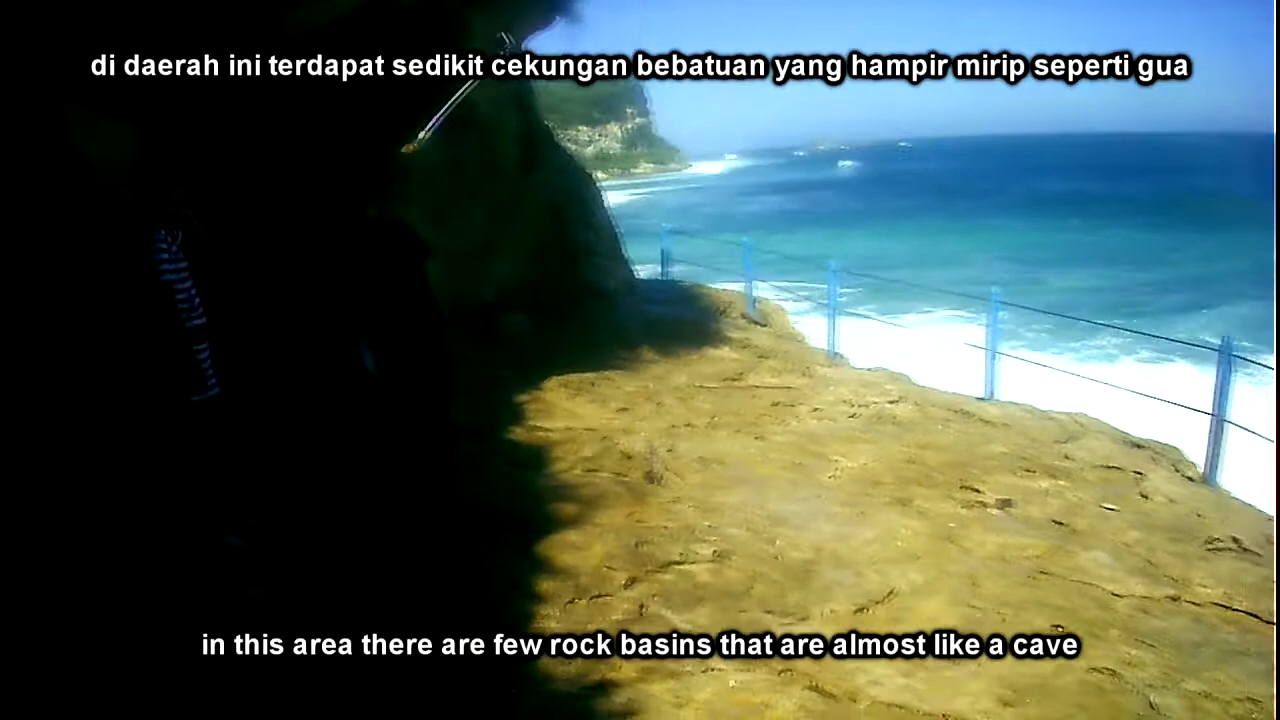 di daerah ini terdapat sedikit cekungan bebatuan yang hampir mirip seperti gua
in this area there are few rock basins that are almost like a cave